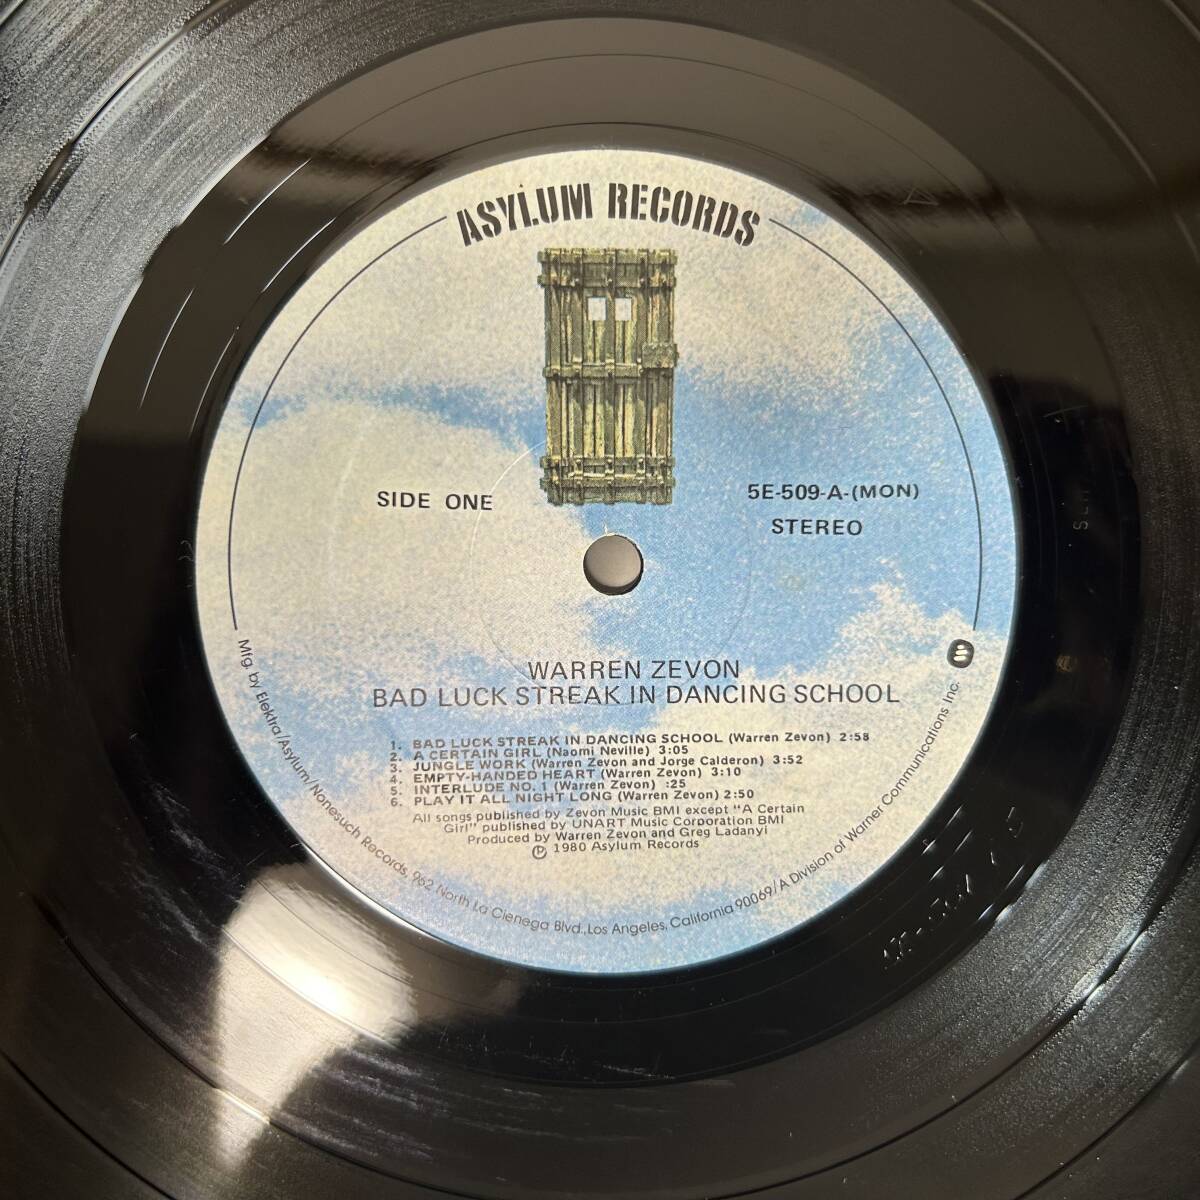 ASYLUM RECORDS
SIDE ONE
5E-509-A-(MON)
STEREO
WARREN ZEVON
BAD LUCK STREAK IN DANCING SCHOOL
1. BAD LUCK STREAK IN DANCING SCHOOL (Warren Zevon) 2:58
2. A CERTAIN GIRL (Naomi Neville) 3:05
3. JUNGLE WORK (Warren Zevon and Jorge Calderon) 3:52
4. EMPTY-HANDED HEART (Warren Zevon) 3:10
5. INTERLUDE NO. 1 (Warren Zevon) :25
6. PLAY IT ALL NIGHT LONG (Warren Zevon) 2:50
All songs published by Zevon Music BMI except "A Certain
Girl" published by UNART Music Corporation BMI
Produced by Warren Zevon and Greg Ladanyi
Ⓟ 1980 Asylum Records
Mfg. by Elektra/Asylum/Nonesuch Records, 962 North La Cienega Blvd., Los Angeles, California 90069/A Division of Warner Communications Inc.